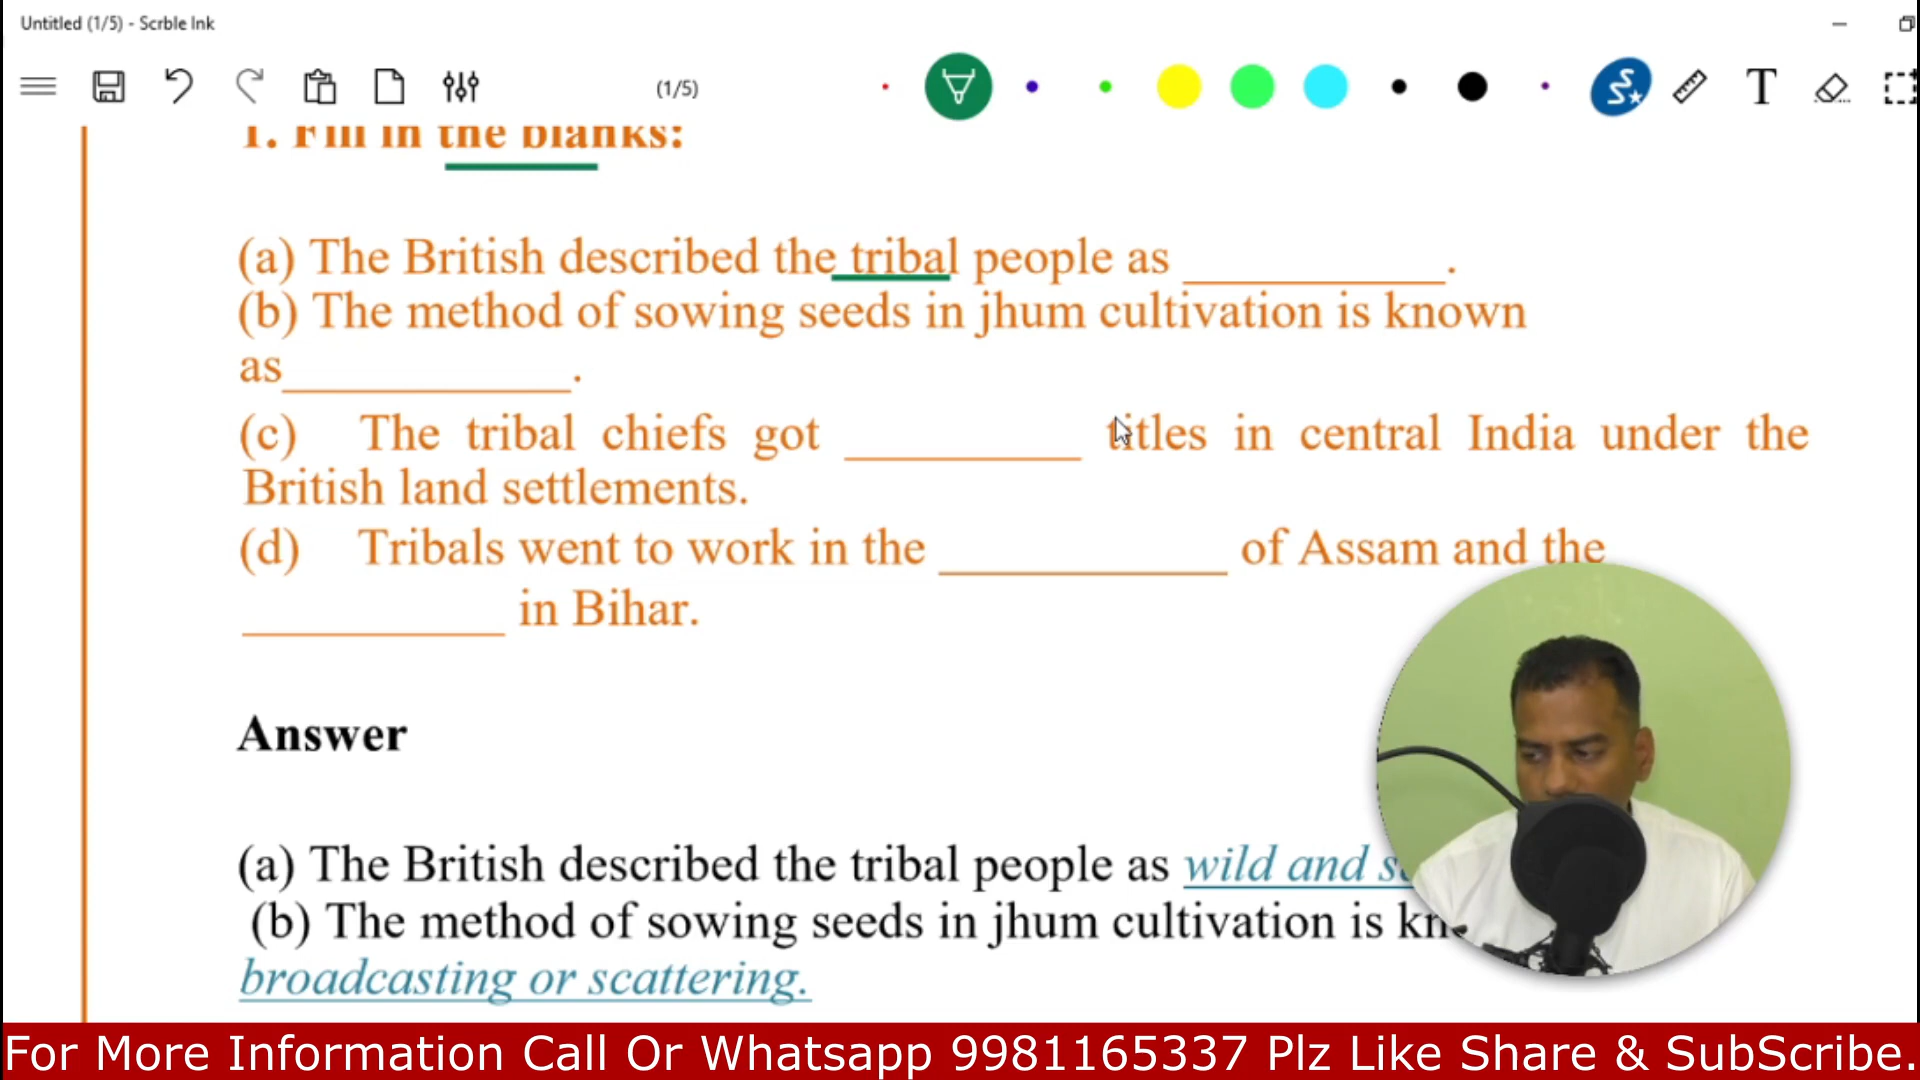 Untitled (1/5) - Scrble Ink
(1/5)
T
1. Fill in the blanks:
(a) The British described the tribal people as __________.
(b) The method of sowing seeds in jhum cultivation is known
as___________.
(c) The tribal chiefs got _________ titles in central India under the
British land settlements.
(d) Tribals went to work in the ___________ of Assam and the
__________ in Bihar.
Answer
(a) The British described the tribal people as wild and
(b) The method of sowing seeds in jhum cultivation is
broadcasting or scattering.
For More Information Call Or Whatsapp 9981165337 Plz Like Share & SubScribe.